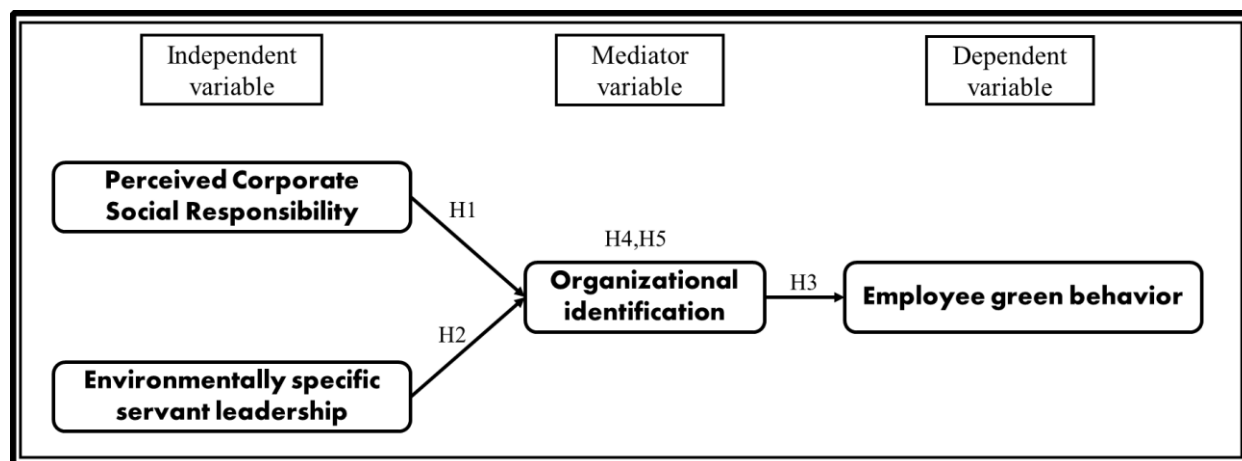 Independent
variable
Mediator
variable
Dependent
variable
Perceived Corporate
Social Responsibility
H1
H4,H5
Organizational
identification
H3
Employee green behavior
H2
Environmentally specific
servant leadership